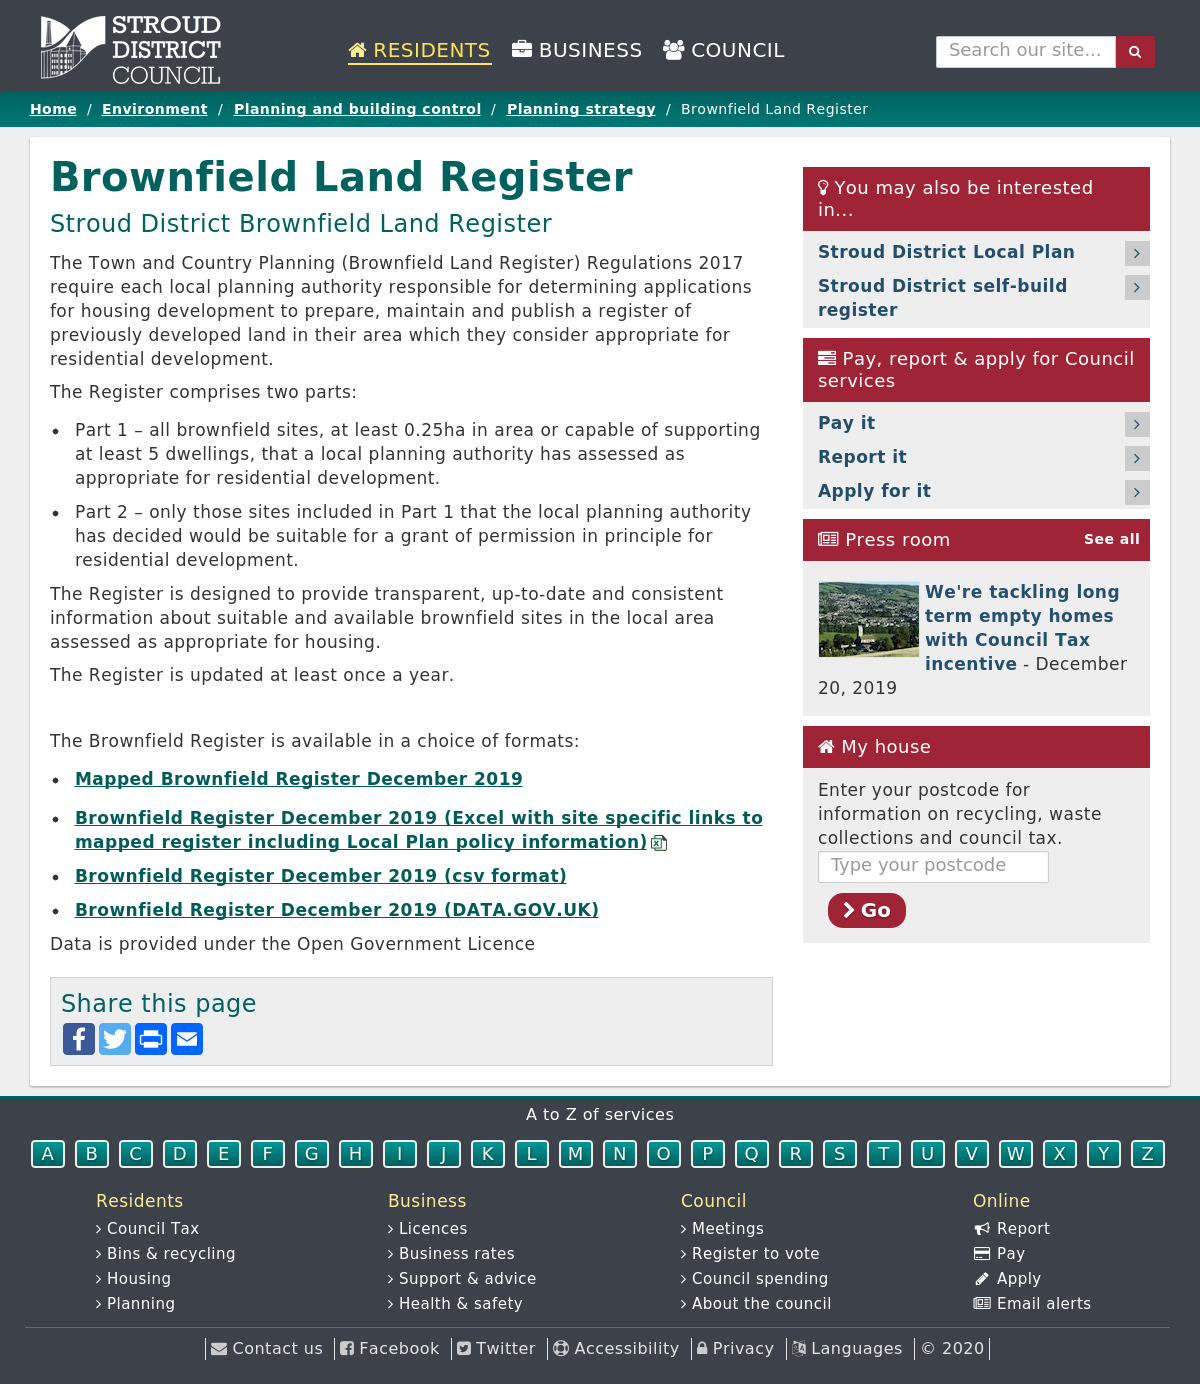 STROUD
DISTRICT
COUNCIL
RESIDENTS BUSINESS COUNCIL
Search our site...
Home / Environment / Planning and building control / Planning strategy / Brownfield Land Register
Brownfield Land Register
Stroud District Brownfield Land Register
The Town and Country Planning (Brownfield Land Register) Regulations 2017
require each local planning authority responsible for determining applications
for housing development to prepare, maintain and publish a register of
previously developed land in their area which they consider appropriate for
residential development.
The Register comprises two parts:
• Part 1 – all brownfield sites, at least 0.25ha in area or capable of supporting
at least 5 dwellings, that a local planning authority has assessed as
appropriate for residential development.
• Part 2 – only those sites included in Part 1 that the local planning authority
has decided would be suitable for a grant of permission in principle for
residential development.
The Register is designed to provide transparent, up-to-date and consistent
information about suitable and available brownfield sites in the local area
assessed as appropriate for housing.
The Register is updated at least once a year.
The Brownfield Register is available in a choice of formats:
• Mapped Brownfield Register December 2019
• Brownfield Register December 2019 (Excel with site specific links to
mapped register including Local Plan policy information)
• Brownfield Register December 2019 (csv format)
• Brownfield Register December 2019 (DATA.GOV.UK)
Data is provided under the Open Government Licence
Share this page
You may also be interested
in...
Stroud District Local Plan
Stroud District self-build
register
Pay, report & apply for Council
services
Pay it
Report it
Apply for it
Press room See all
We're tackling long
term empty homes
with Council Tax
incentive - December
20, 2019
My house
Enter your postcode for
information on recycling, waste
collections and council tax.
Type your postcode
Go
A to Z of services
A B C D E F G H I J K L M N O P Q R S T U V W X Y Z
Residents
Council Tax
Bins & recycling
Housing
Planning
Business
Licences
Business rates
Support & advice
Health & safety
Council
Meetings
Register to vote
Council spending
About the council
Online
Report
Pay
Apply
Email alerts
Contact us Facebook Twitter Accessibility Privacy Languages © 2020